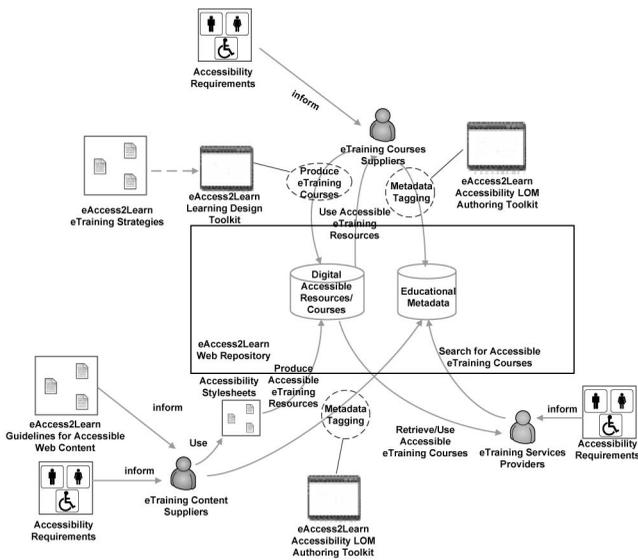 Accessibility
Requirements
inform
eTraining Courses
Suppliers
eAccess2Learn
eTraining Strategies
eAccess2Learn
Learning Design
Toolkit
Produce
eTraining
Courses
Metadata
Tagging
eAccess2Learn
Accessibility LOM
Authoring Toolkit
Use Accessible
eTraining
Resources
Digital
Accessible
Resources/
Courses
Educational
Metadata
eAccess2Learn
Web Repository
Search for Accessible
eTraining Courses
Produce
Accessible
eTraining
Resources
Accessibility
Stylesheets
Metadata
Tagging
eAccess2Learn
Guidelines for Accessible
Web Content
inform
Use
inform
Accessibility
Requirements
eTraining Content
Suppliers
Retrieve/Use
Accessible
eTraining Courses
eTraining Services
Providers
inform
Accessibility
Requirements
eAccess2Learn
Accessibility LOM
Authoring Toolkit